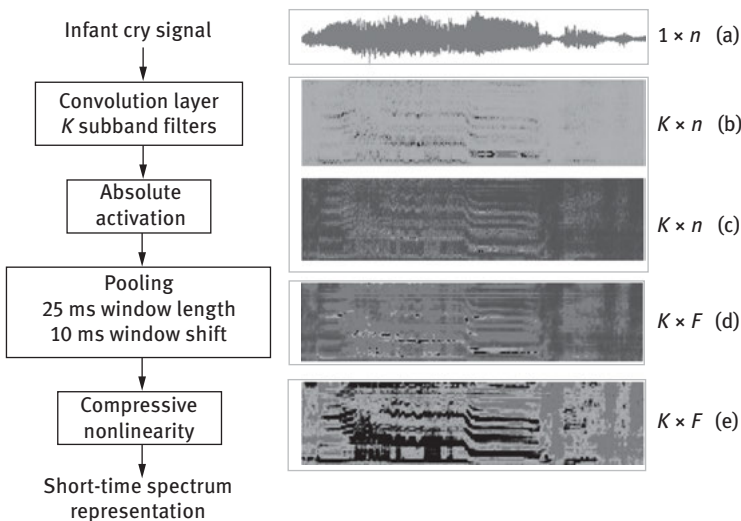 Infant cry signal
Convolution layer
K subband filters
Absolute
activation
Pooling
25 ms window length
10 ms window shift
Compressive
nonlinearity
Short-time spectrum
representation
1 × n (a)
K × n (b)
K × n (c)
K × F (d)
K × F (e)